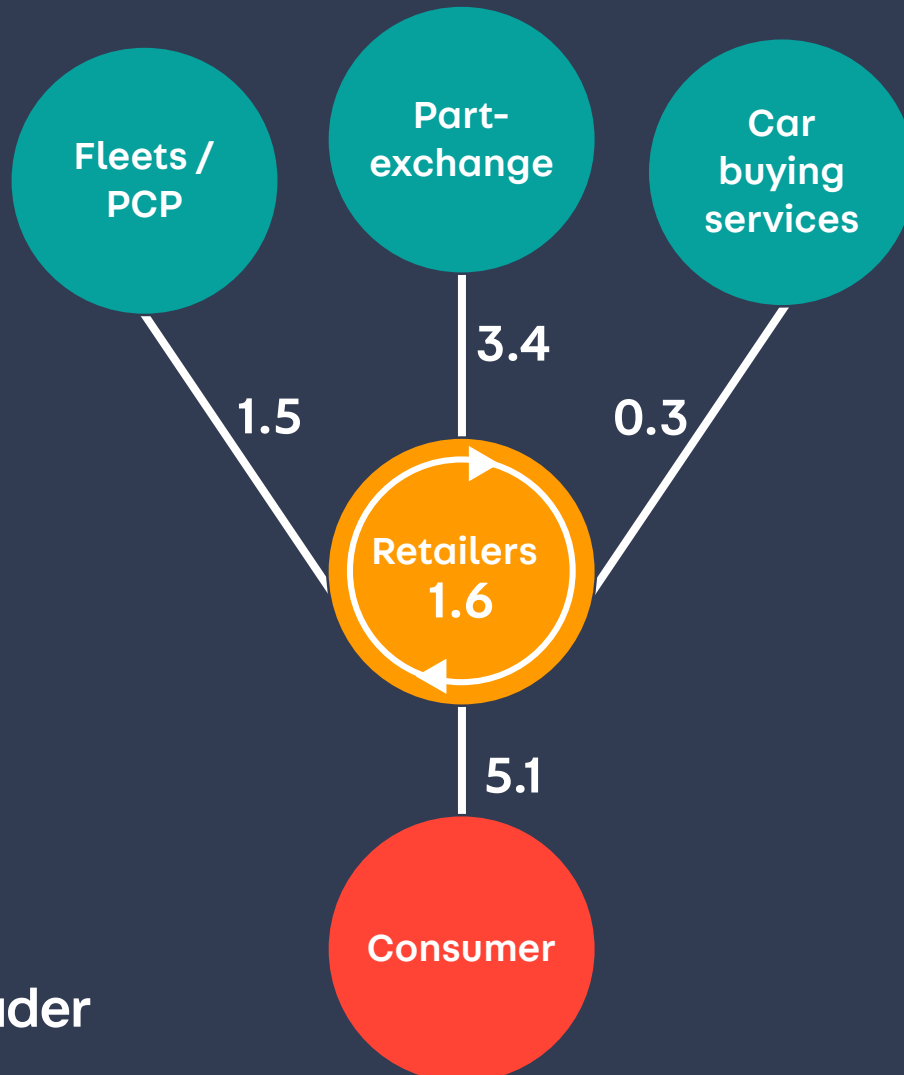 Fleets /
PCP
Part-
exchange
Car
buying
services
3.4
1.5
0.3
Retailers
1.6
5.1
Consumer